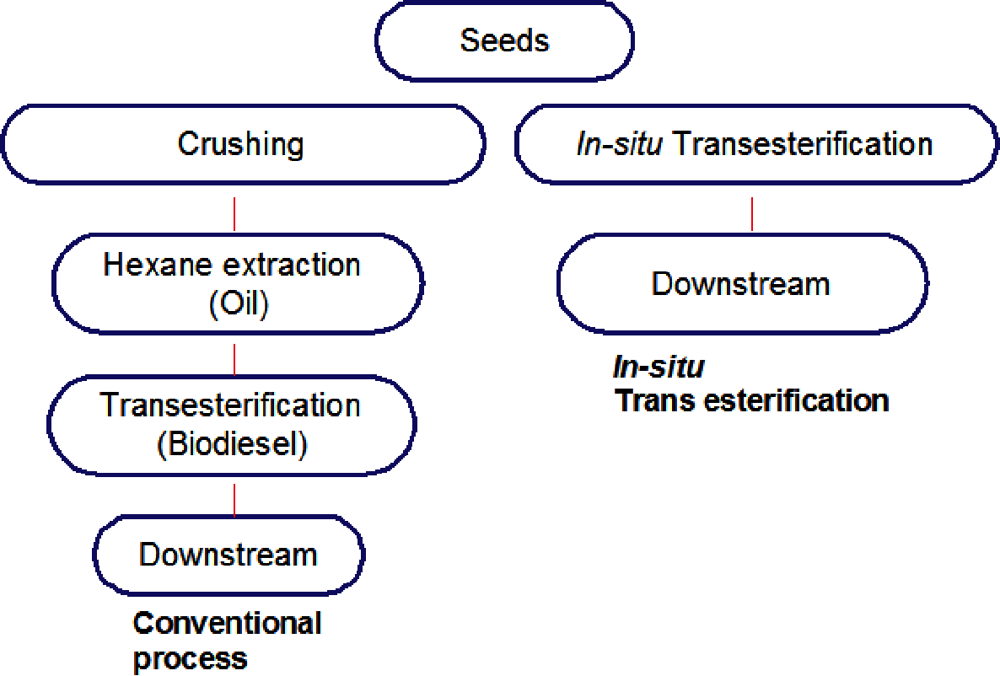 Seeds
Crushing
Hexane extraction
(Oil)
Transesterification
(Biodiesel)
Downstream
Conventional
process
In-situ Transesterification
Downstream
In-situ
Trans esterification